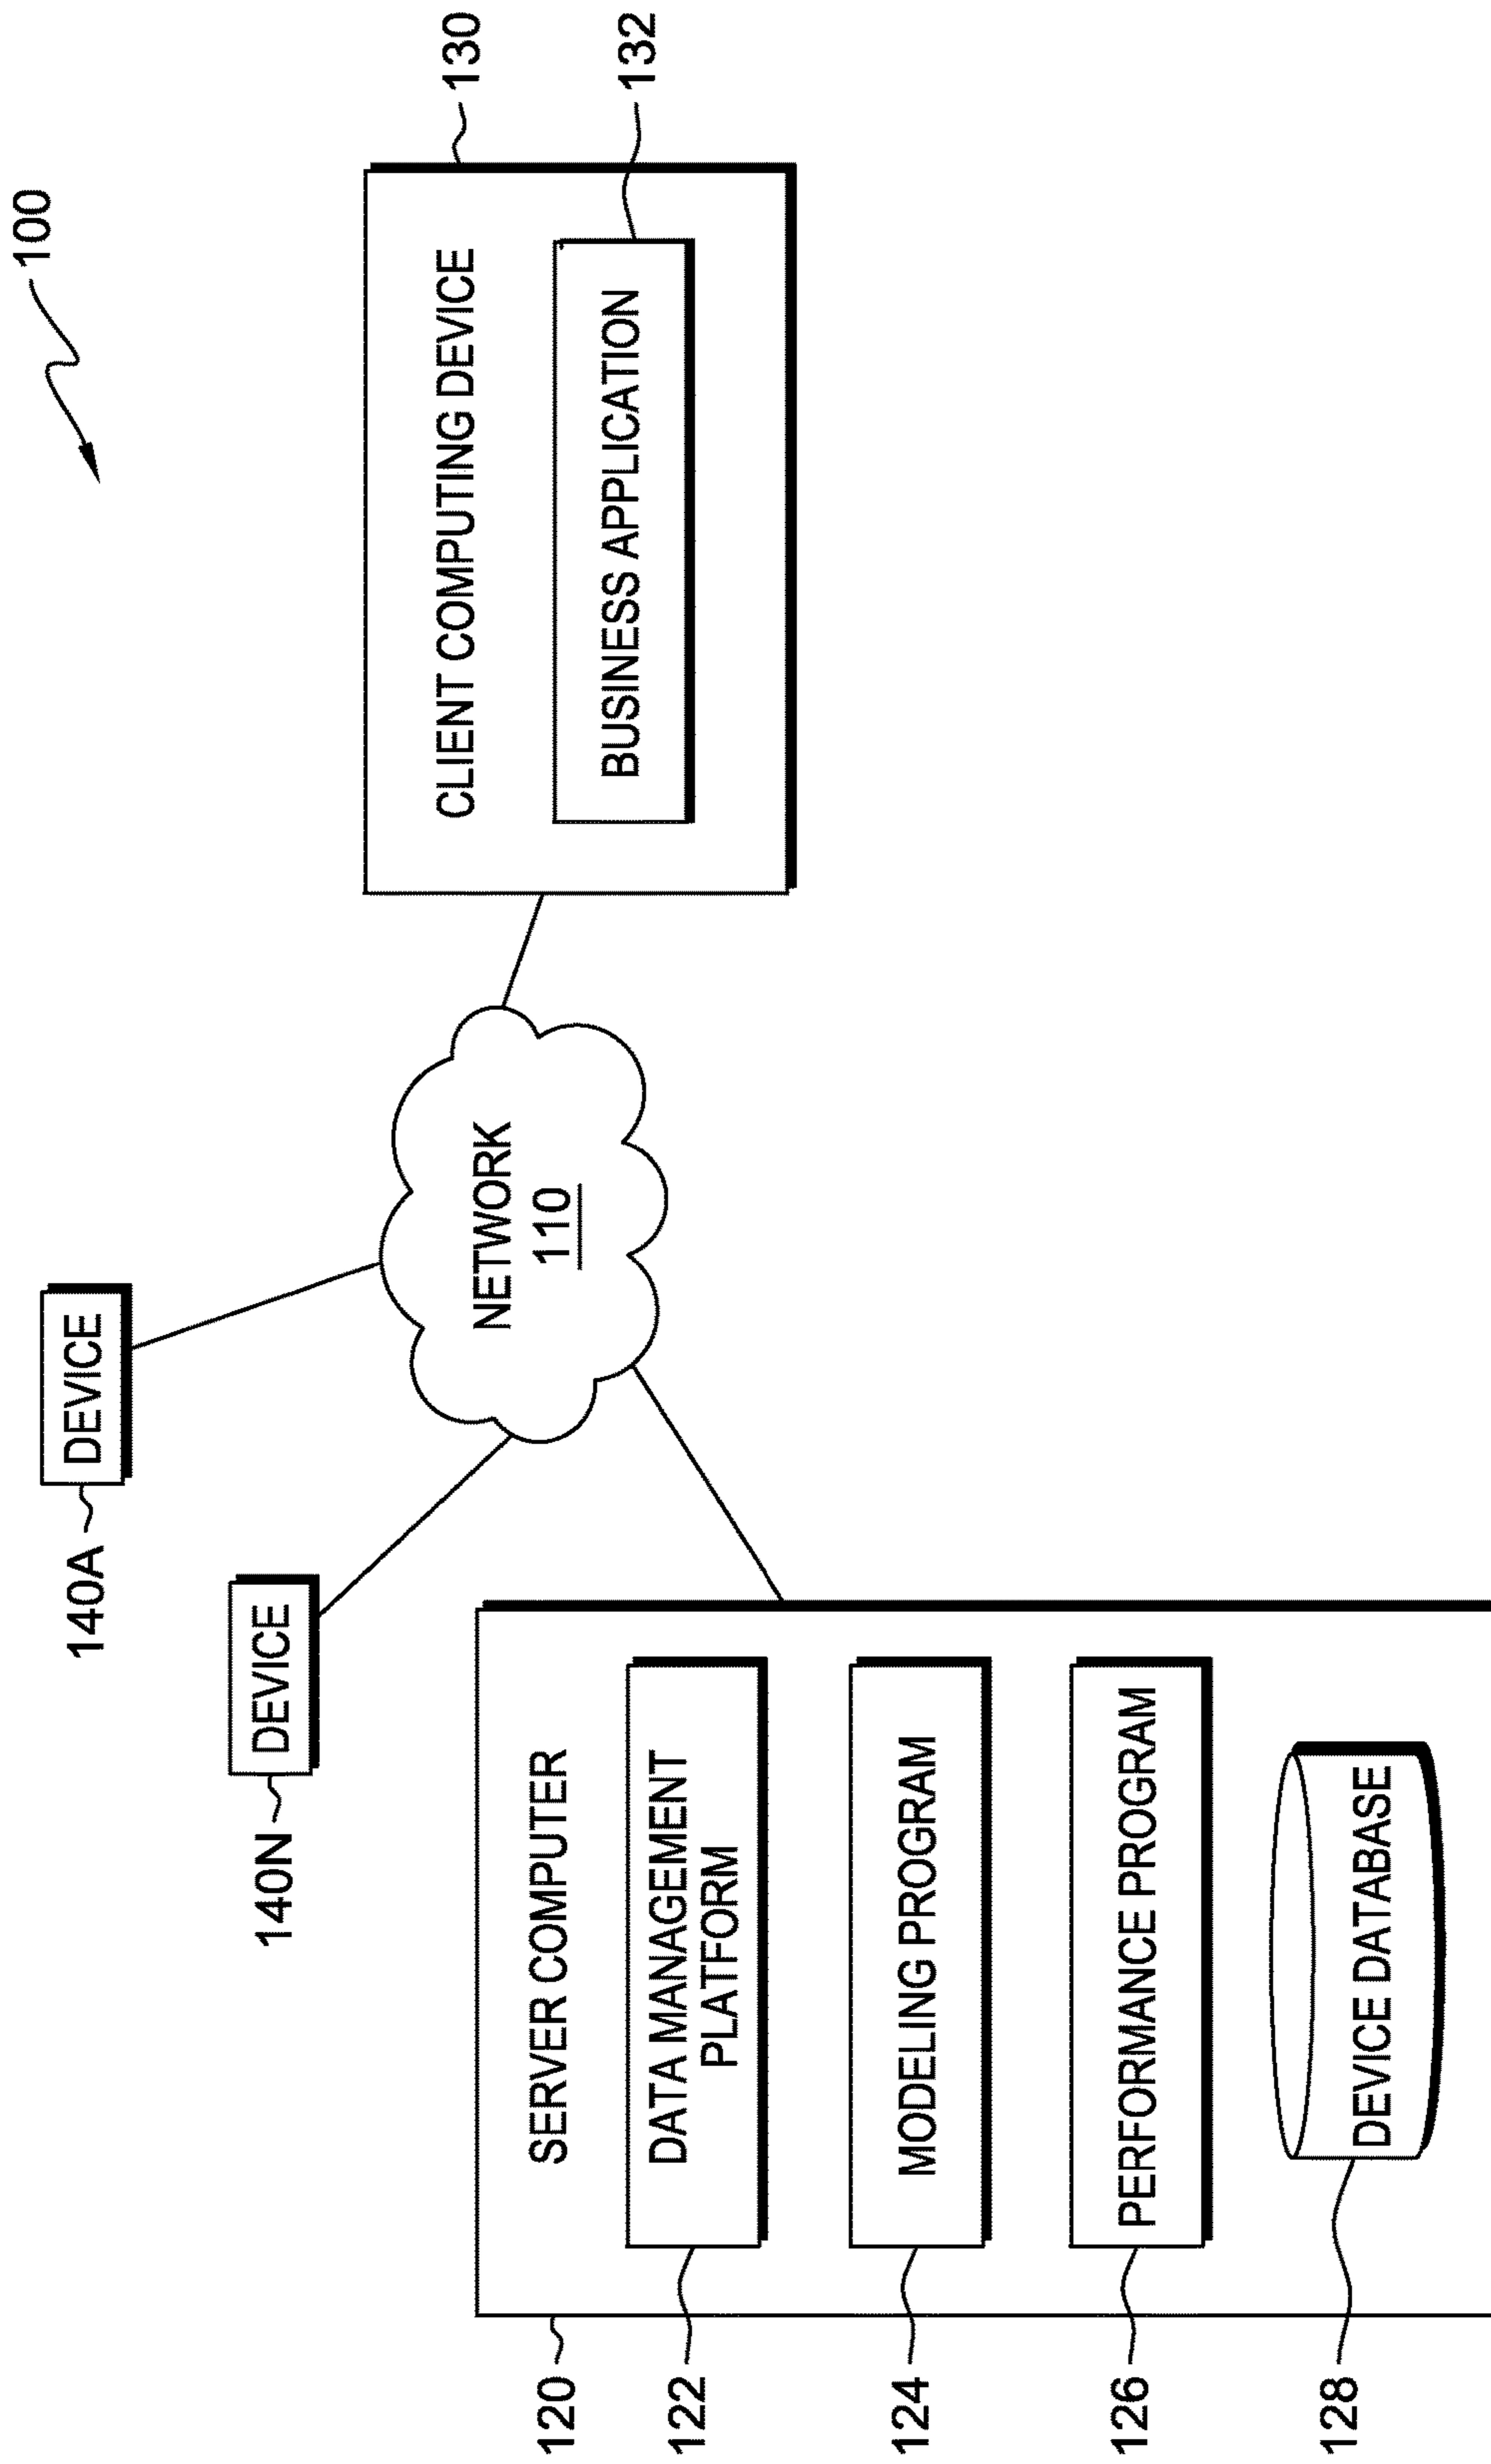 100
140A
DEVICE
140N
DEVICE
NETWORK
110
120
SERVER COMPUTER
122
DATA MANAGEMENT
PLATFORM
124
MODELING PROGRAM
126
PERFORMANCE PROGRAM
128
DEVICE DATABASE
CLIENT COMPUTING DEVICE
130
BUSINESS APPLICATION
132